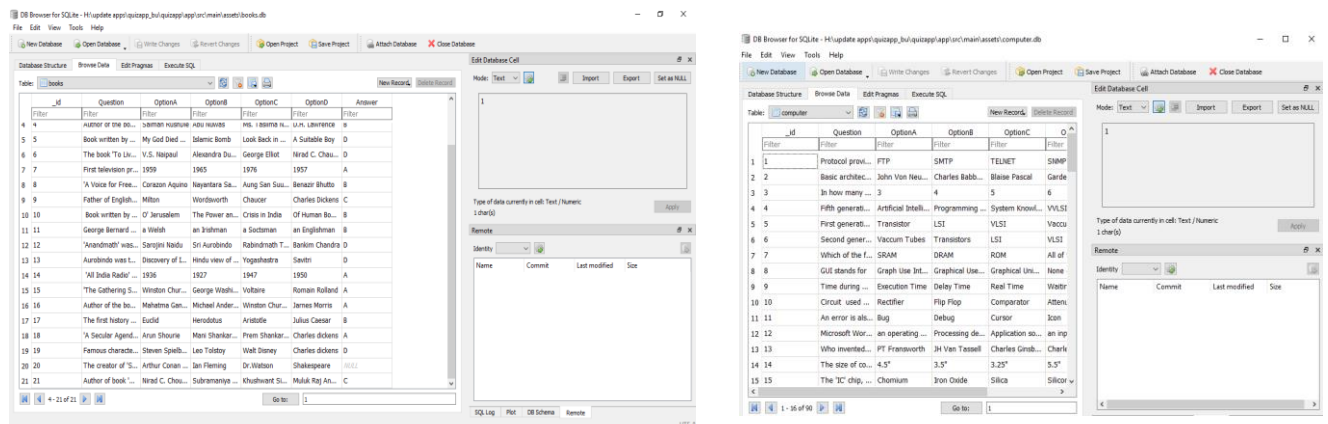 DB Browser for SQLite - H:\update apps\quizapp_bu\quizapp\app\src\main\assets\books.db
File Edit View Tools Help
New Database Open Database Write Changes Revert Changes Open Project Save Project Attach Database Close Database
Database Structure Browse Data Edit Pragmas Execute SQL
Table: books New Record Delete Record
_id Question OptionA OptionB OptionC OptionD Answer
Filter Filter Filter Filter Filter Filter Filter
4 4 Author of the bo... Salman Rushdie Abu Nuwas Ms. Taslima N... D.H. Lawrence B
5 5 Book written by ... My God Died ... Islamic Bomb Look Back in ... A Suitable Boy D
6 6 The book 'To Liv... V.S. Naipaul Alexandra Du... George Elliot Nirad C. Chau... D
7 7 First television pr... 1959 1965 1976 1957 A
8 8 'A Voice for Free... Corazon Aquino Nayantara Sa... Aung San Suu... Benazir Bhutto B
9 9 Father of English... Milton Wordsworth Chaucer Charles Dickens C
10 10 Book written by ... O' Jerusalem The Power an... Crisis in India Of Human Bo... B
11 11 George Bernard ... a Welsh an Irishman a Soctsman an Englishman B
12 12 'Anandmath' was... Sarojini Naidu Sri Aurobindo Rabindmath T... Bankim Chandra D
13 13 Aurobindo was t... Discovery of I... Hindu view of ... Yogashastra Savitri D
14 14 'All India Radio' ... 1936 1927 1947 1950 A
15 15 'The Gathering S... Winston Chur... George Washi... Voltaire Romain Rolland A
16 16 Author of the bo... Mahatma Gan... Michael Ander... Winston Chur... James Morris A
17 17 The first history ... Euclid Herodotus Aristotle Julius Caesar B
18 18 'A Secular Agend... Arun Shourie Mani Shankar... Prem Shankar... Charles dickens A
19 19 Famous characte... Steven Spielb... Leo Tolstoy Walt Disney Charles dickens D
20 20 The creator of 'S... Arthur Conan ... Ian Fleming Dr.Watson Shakespeare NULL
21 21 Author of book '... Nirad C. Chou... Subramaniya ... Khushwant Si... Muluk Raj An... C
4 - 21 of 21 Go to: 1
Edit Database Cell
Mode: Text Import Export Set as NULL
1
Type of data currently in cell: Text / Numeric
1 char(s)
Apply
Remote
Identity
Name Commit Last modified Size
SQL Log Plot DB Schema Remote
DB Browser for SQLite - H:\update apps\quizapp_bu\quizapp\app\src\main\assets\computer.db
File Edit View Tools Help
New Database Open Database Write Changes Revert Changes Open Project Save Project Attach Database Close Database
Database Structure Browse Data Edit Pragmas Execute SQL
Table: computer New Record Delete Record
_id Question OptionA OptionB OptionC O
Filter Filter Filter Filter Filter Filter
1 1 Protocol provi... FTP SMTP TELNET SNMP
2 2 Basic architec... John Von Neu... Charles Babb... Blaise Pascal Garde
3 3 In how many ... 3 4 5 6
4 4 Fifth generati... Artificial Intelli... Programming ... System Knowl... VVLSI
5 5 First generati... Transistor LSI VLSI Vaccu
6 6 Second gener... Vaccum Tubes Transistors LSI VLSI
7 7 Which of the f... SRAM DRAM ROM All of
8 8 GUI stands for Graph Use Int... Graphical Use... Graphical Uni... None
9 9 Time during ... Execution Time Delay Time Real Time Waitin
10 10 Circuit used ... Rectifier Flip Flop Comparator Attenu
11 11 An error is als... Bug Debug Cursor Icon
12 12 Microsoft Wor... an operating ... Processing de... Application so... an inp
13 13 Who invented... PT Fransworth JH Van Tassell Charles Ginsb... Charle
14 14 The size of co... 4.5" 3.5" 3.25" 5.5"
15 15 The 'IC' chip, ... Chomium Iron Oxide Silica Silicor
1 - 16 of 90 Go to: 1
Edit Database Cell
Mode: Text Import Export Set as NULL
1
Type of data currently in cell: Text / Numeric
1 char(s)
Apply
Remote
Identity
Name Commit Last modified Size